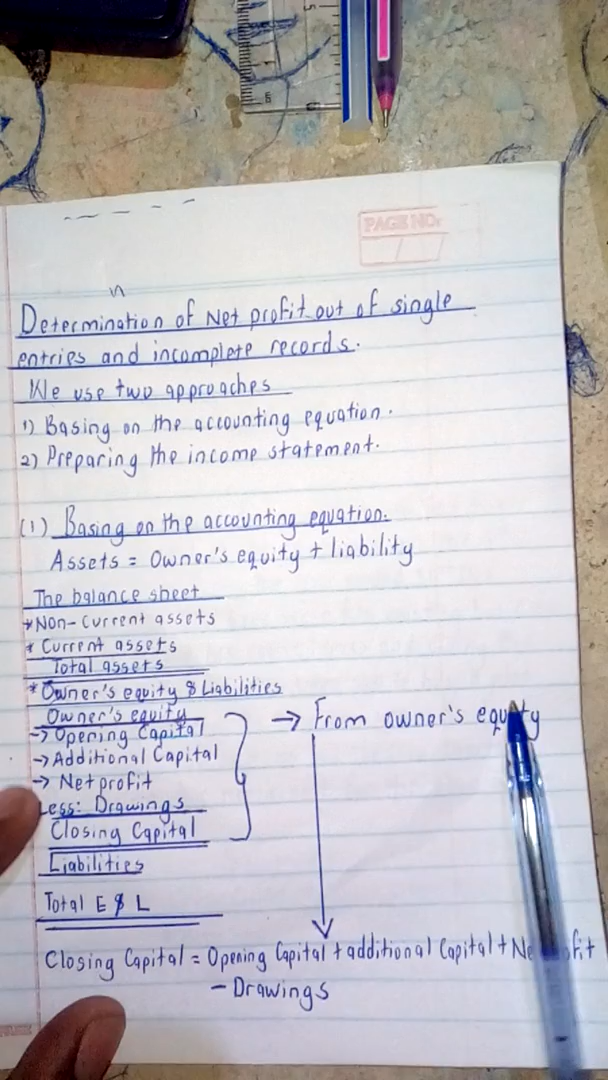 PAGE NO:
Determination of Net profit out of single
entries and incomplete records.
We use two approaches
1) Basing on the accounting equation.
2) Preparing the income statement.
(1) Basing on the accounting equation.
Assets = Owner's equity + liability
The balance sheet
*Non-Current assets
* Current assets
Total assets
*Owner's equity & Liabilities
Owner's equity
→ Opening Capital
→ Additional Capital
→ Net profit
Less: Drawings
Closing Capital
→ From owner's equity
Liabilities
Total E & L
Closing Capital = Opening Capital + additional Capital + Net profit
- Drawings